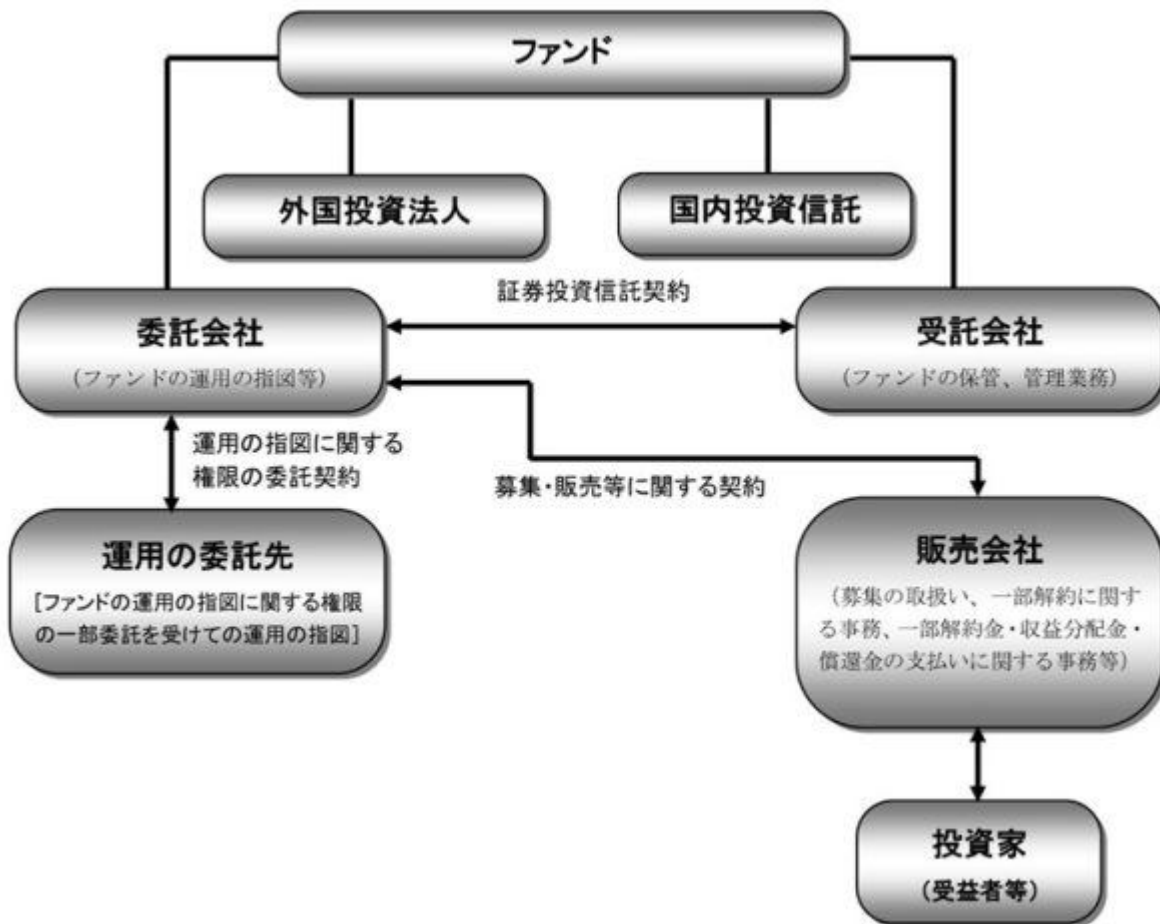 ファンド
外国投資法人
国内投資信託
証券投資信託契約
委託会社
(ファンドの運用の指図等)
受託会社
(ファンドの保管、管理業務)
運用の指図に関する
権限の委託契約
募集・販売等に関する契約
運用の委託先
[ファンドの運用の指図に関する権限
の一部委託を受けての運用の指図]
販売会社
(募集の取扱い、一部解約に関す
る事務、一部解約金・収益分配金・
償還金の支払いに関する事務等)
投資家
(受益者等)